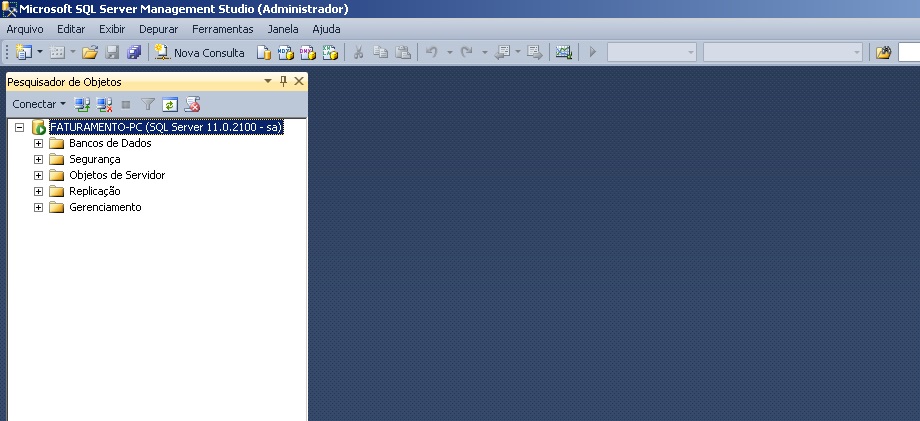 Microsoft SQL Server Management Studio (Administrador)
Arquivo Editar Exibir Depurar Ferramentas Janela Ajuda
Nova Consulta
Pesquisador de Objetos
Conectar
FATURAMENTO-PC (SQL Server 11.0.2100 - sa)
Bancos de Dados
Segurança
Objetos de Servidor
Replicação
Gerenciamento